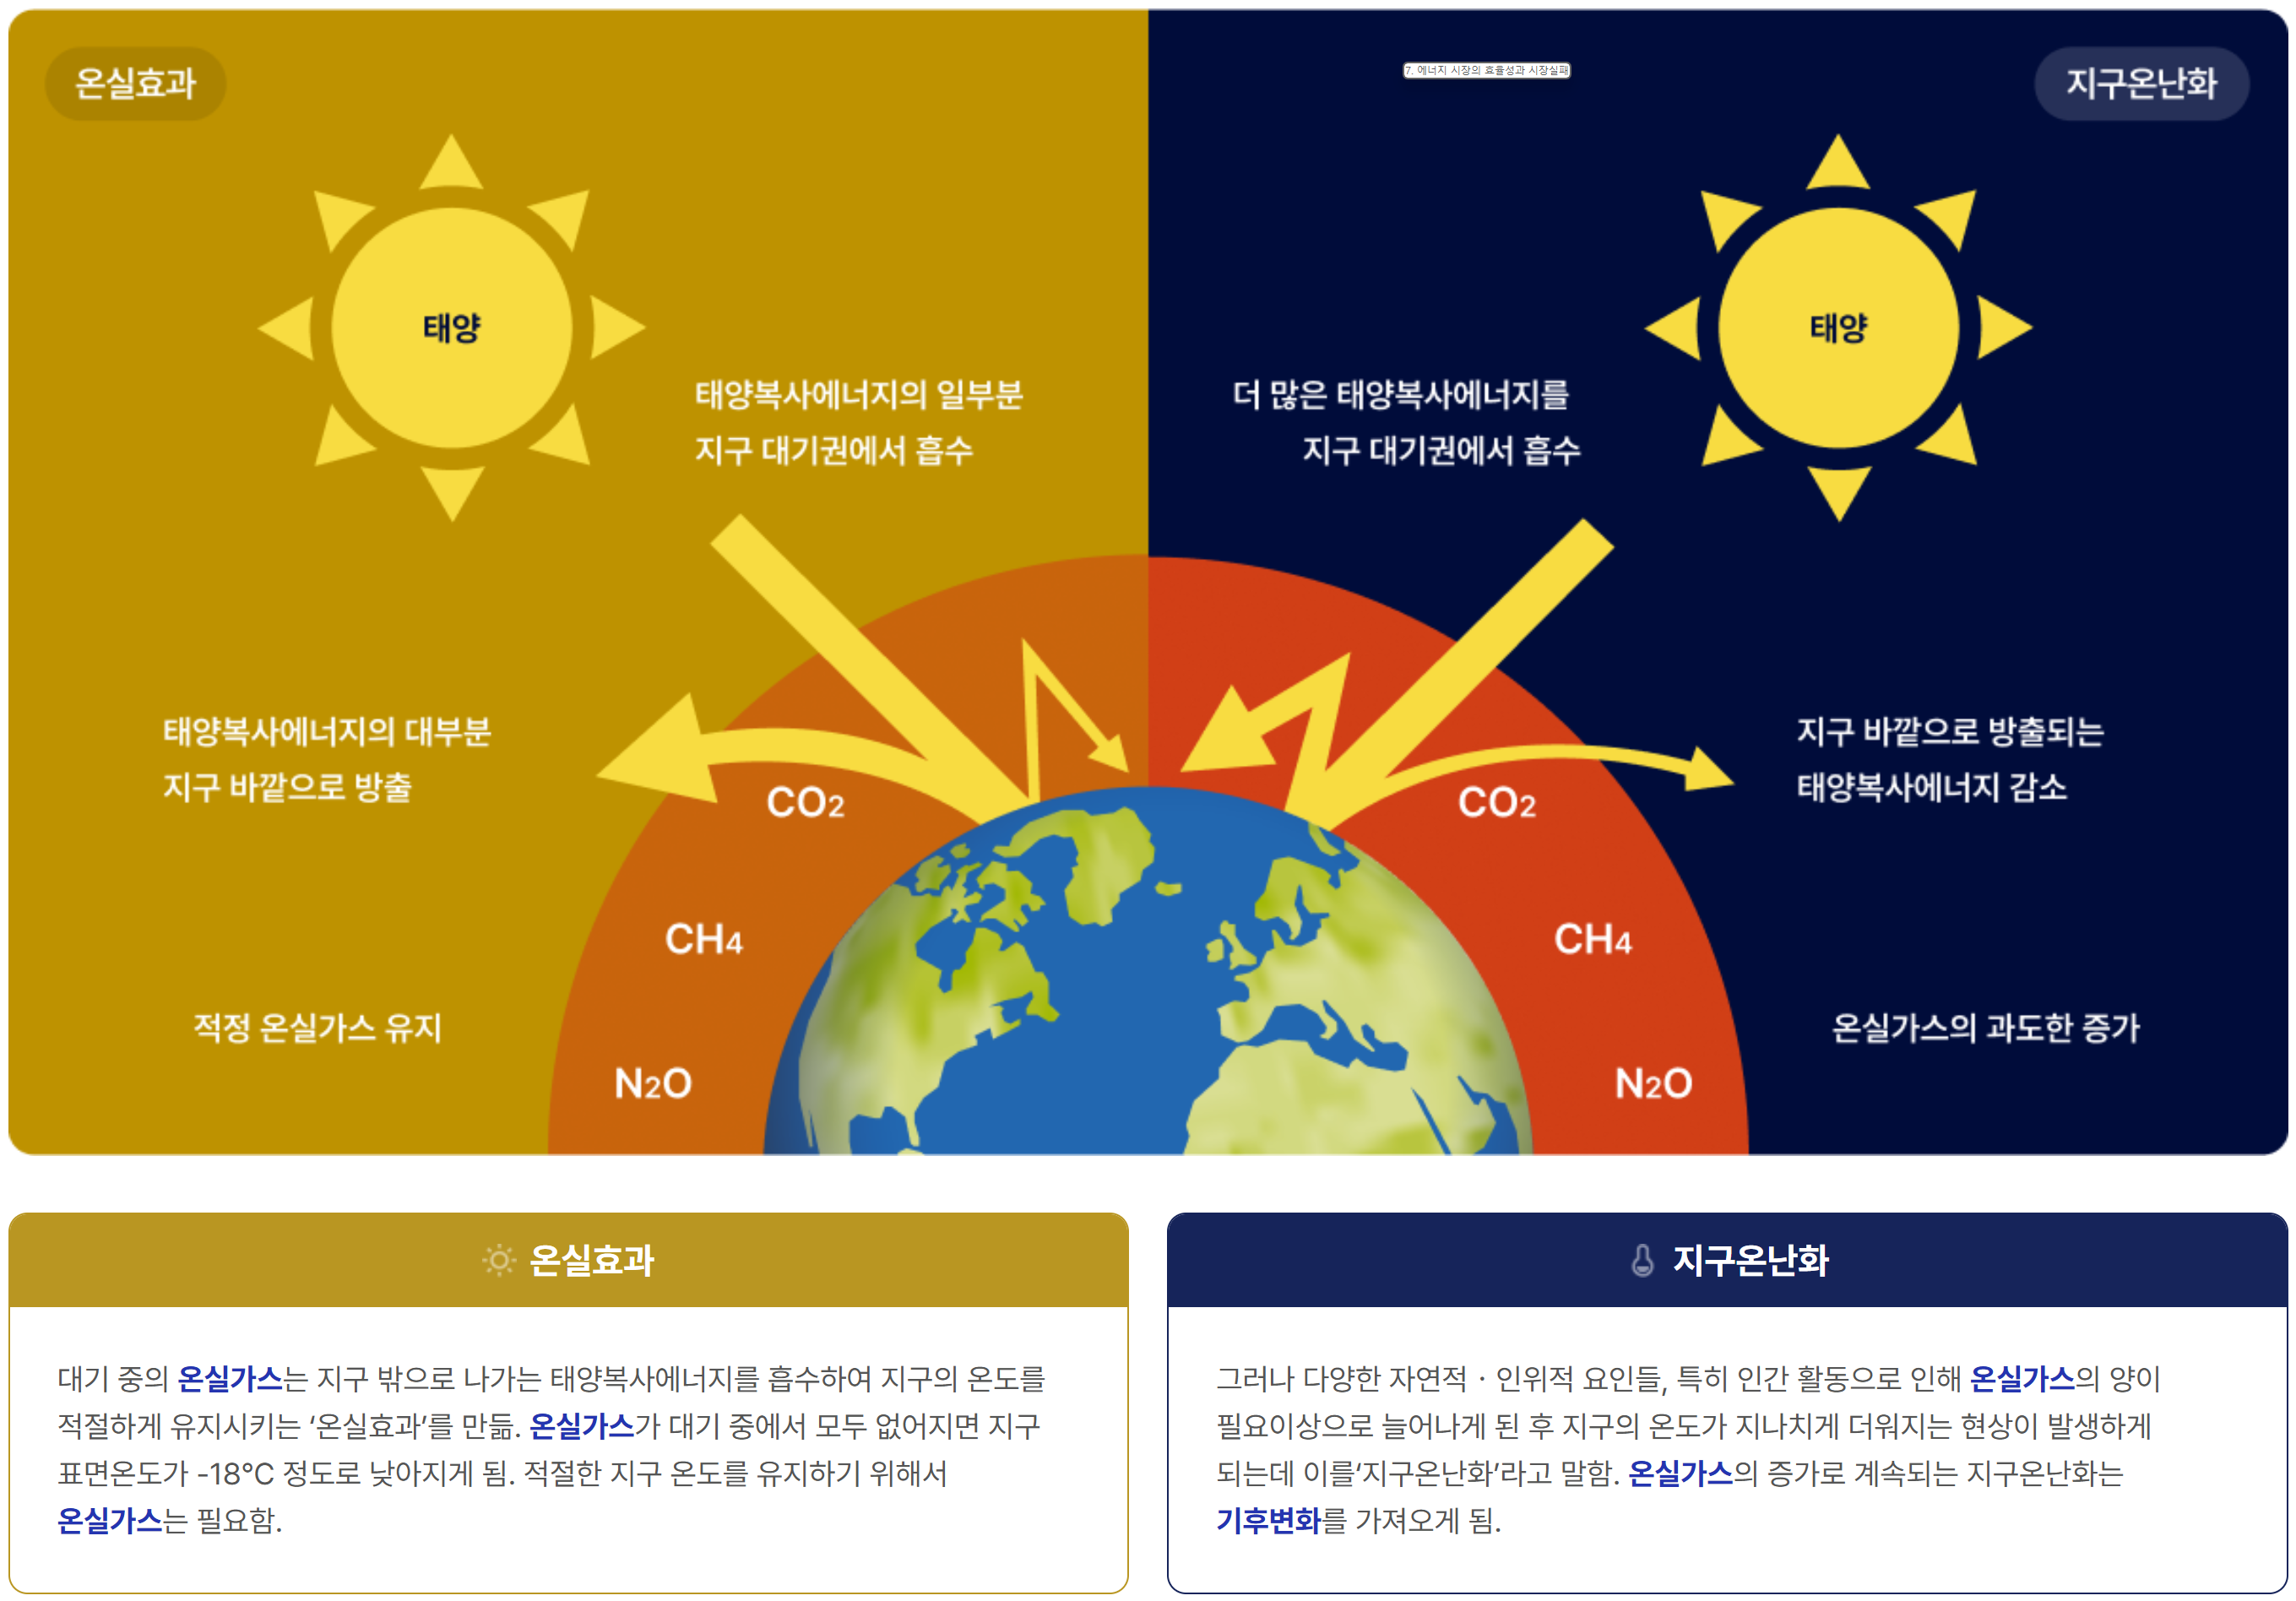 온실효과
7. 에너지 시장의 효율성과 시장실패
지구온난화
태양
태양
태양복사에너지의 일부분
지구 대기권에서 흡수
더 많은 태양복사에너지를
지구 대기권에서 흡수
태양복사에너지의 대부분
지구 바깥으로 방출
지구 바깥으로 방출되는
태양복사에너지 감소
CO2
CO2
CH4
CH4
적정 온실가스 유지
온실가스의 과도한 증가
N2O
N2O
온실효과
대기 중의 온실가스는 지구 밖으로 나가는 태양복사에너지를 흡수하여 지구의 온도를
적절하게 유지시키는 ‘온실효과’를 만듦. 온실가스가 대기 중에서 모두 없어지면 지구
표면온도가 -18°C 정도로 낮아지게 됨. 적절한 지구 온도를 유지하기 위해서
온실가스는 필요함.
지구온난화
그러나 다양한 자연적 · 인위적 요인들, 특히 인간 활동으로 인해 온실가스의 양이
필요이상으로 늘어나게 된 후 지구의 온도가 지나치게 더워지는 현상이 발생하게
되는데 이를‘지구온난화’라고 말함. 온실가스의 증가로 계속되는 지구온난화는
기후변화를 가져오게 됨.